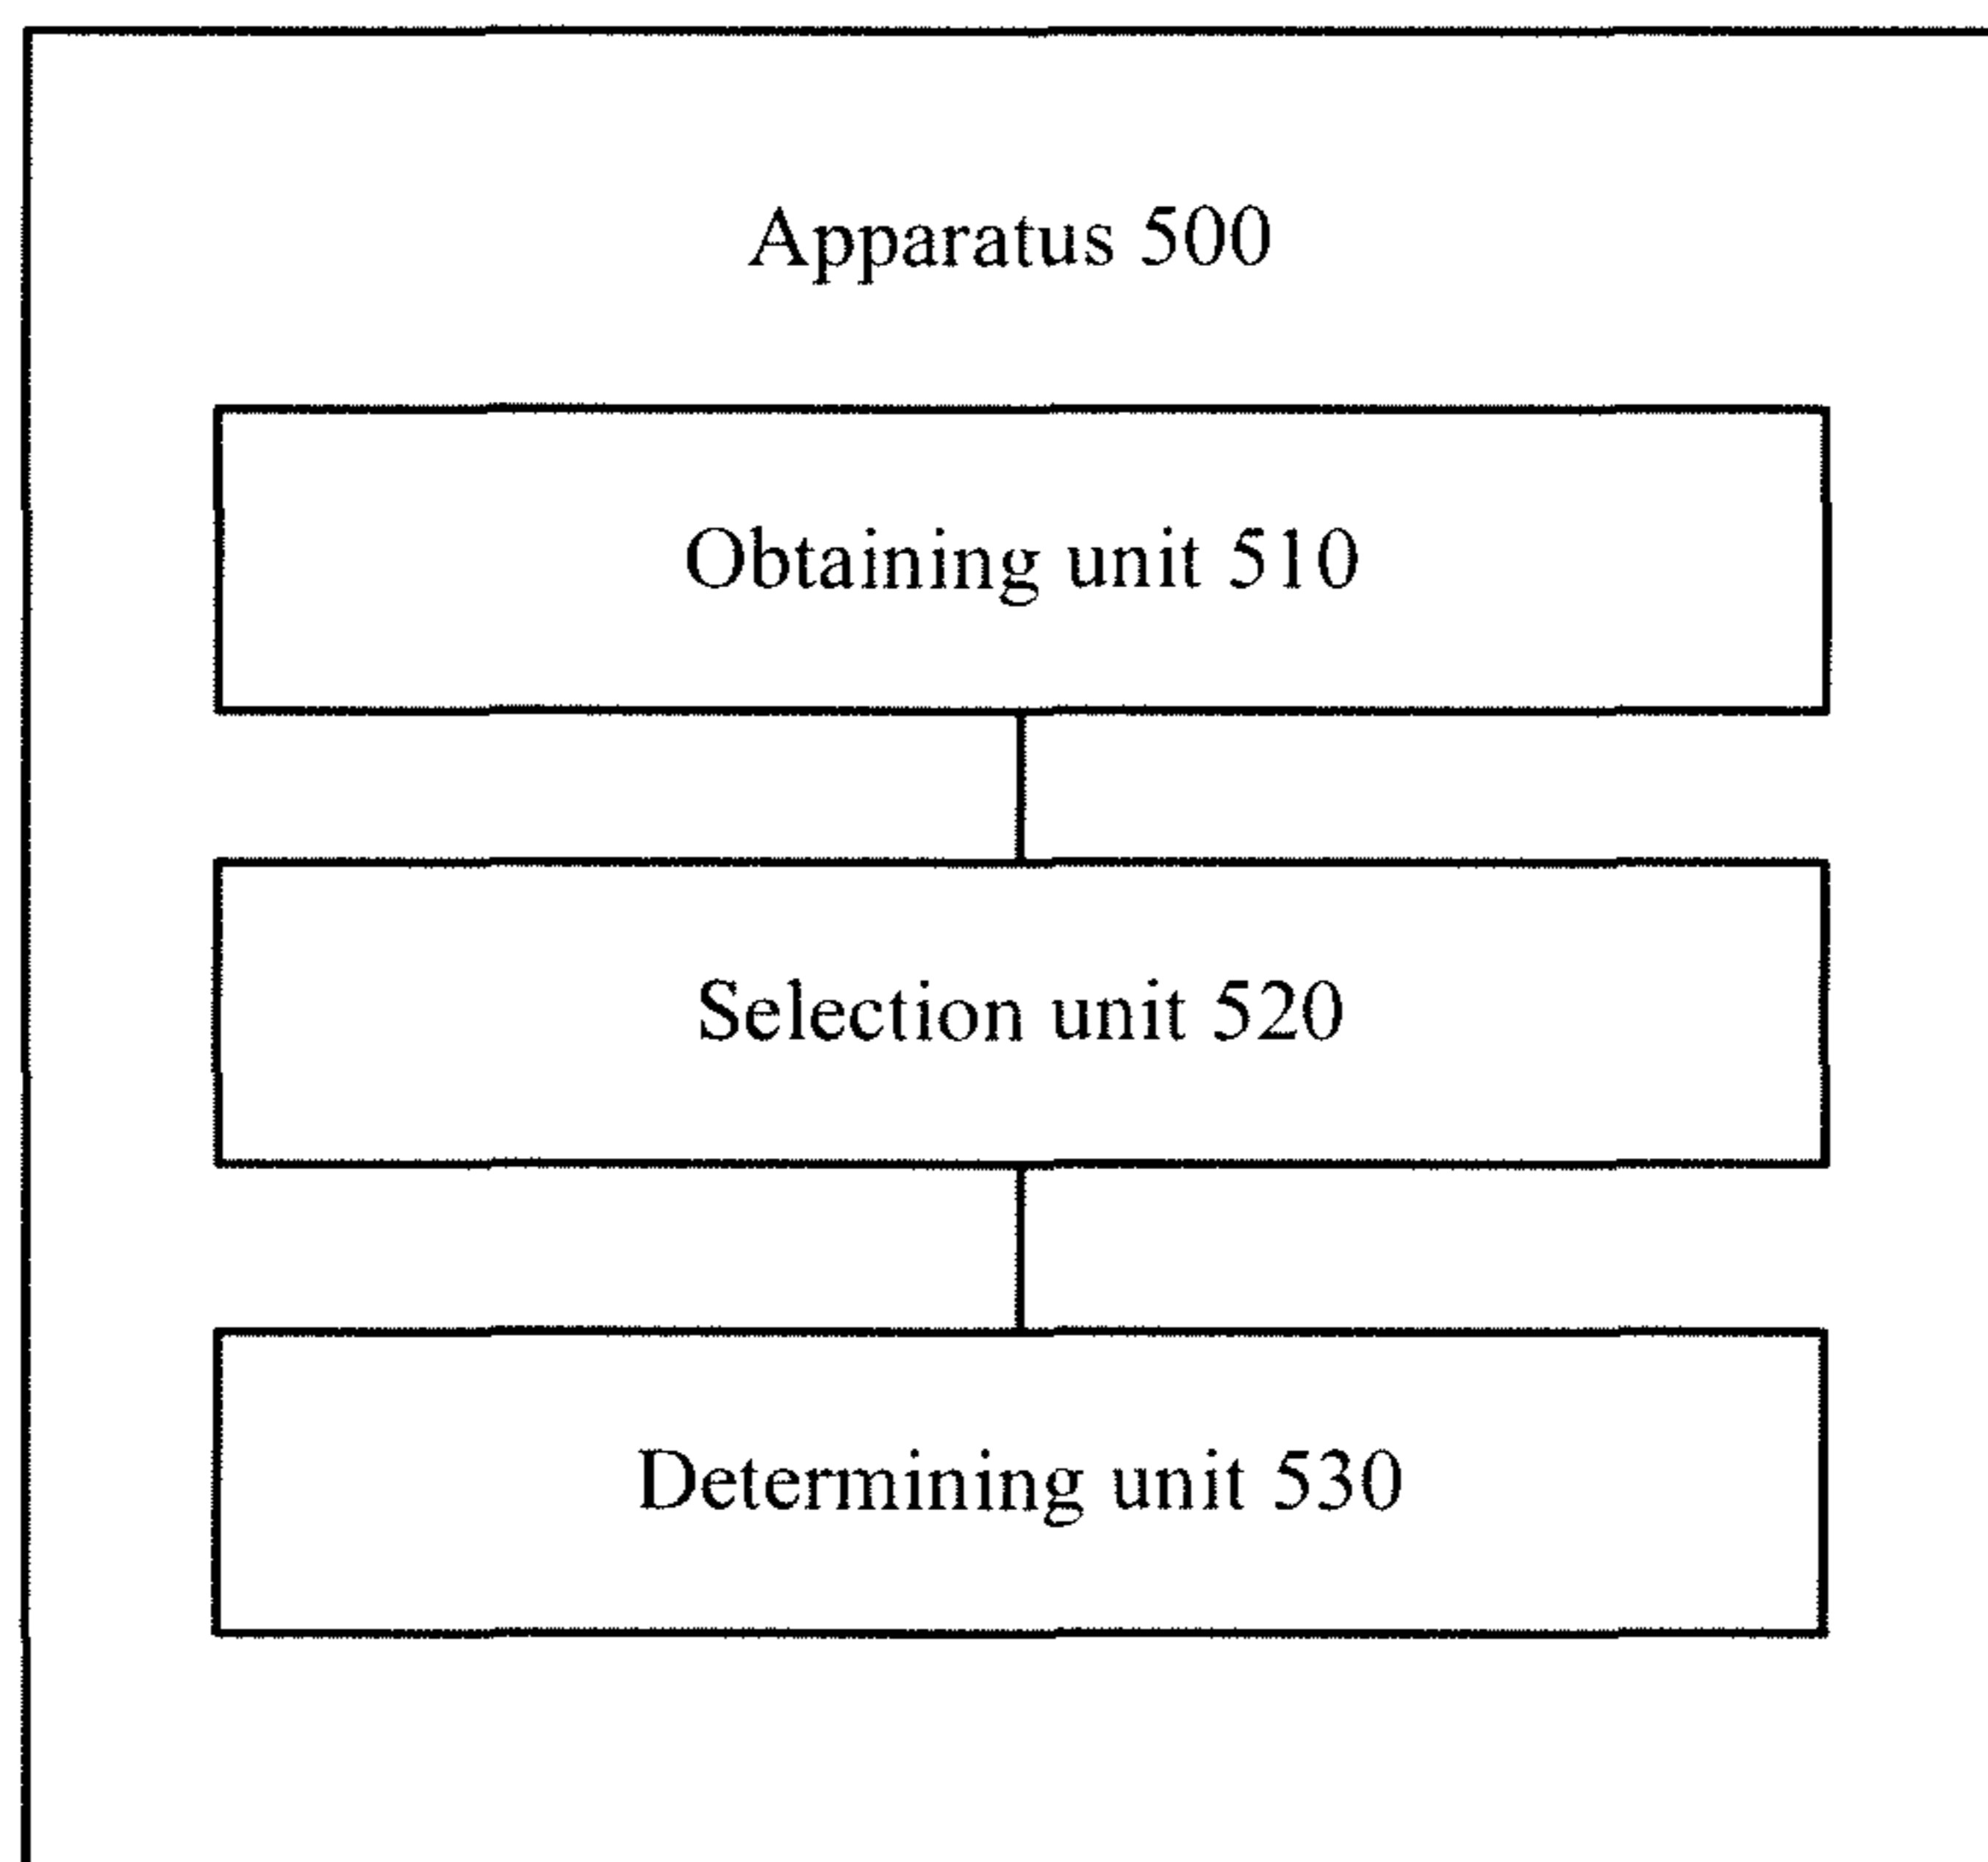 Apparatus 500
Obtaining unit 510
Selection unit 520
Determining unit 530